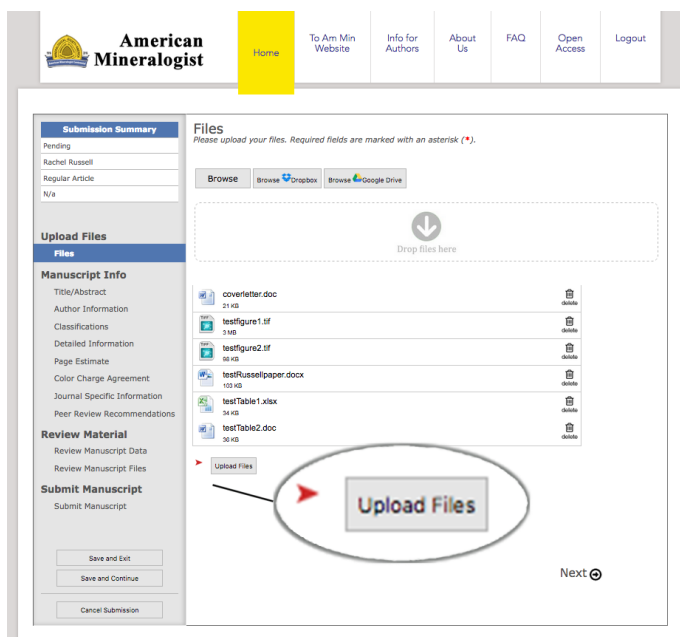 American
Mineralogist
Home
To Am Min
Website
Info for
Authors
About
Us
FAQ
Open
Access
Logout
Submission Summary
Pending
Rachel Russell
Regular Article
N/a
Upload Files
Files
Manuscript Info
Title/Abstract
Author Information
Classifications
Detailed Information
Page Estimate
Color Charge Agreement
Journal Specific Information
Peer Review Recommendations
Review Material
Review Manuscript Data
Review Manuscript Files
Submit Manuscript
Submit Manuscript
Save and Exit
Save and Continue
Cancel Submission
Files
Please upload your files. Required fields are marked with an asterisk (*).
Browse
Browse Dropbox
Browse Google Drive
Drop files here
coverletter.doc
21 KB
delete
testfigure1.tif
3 MB
delete
testfigure2.tif
98 KB
delete
testRussellpaper.docx
103 KB
delete
testTable1.xlsx
34 KB
delete
testTable2.doc
36 KB
delete
Upload Files
Upload Files
Next